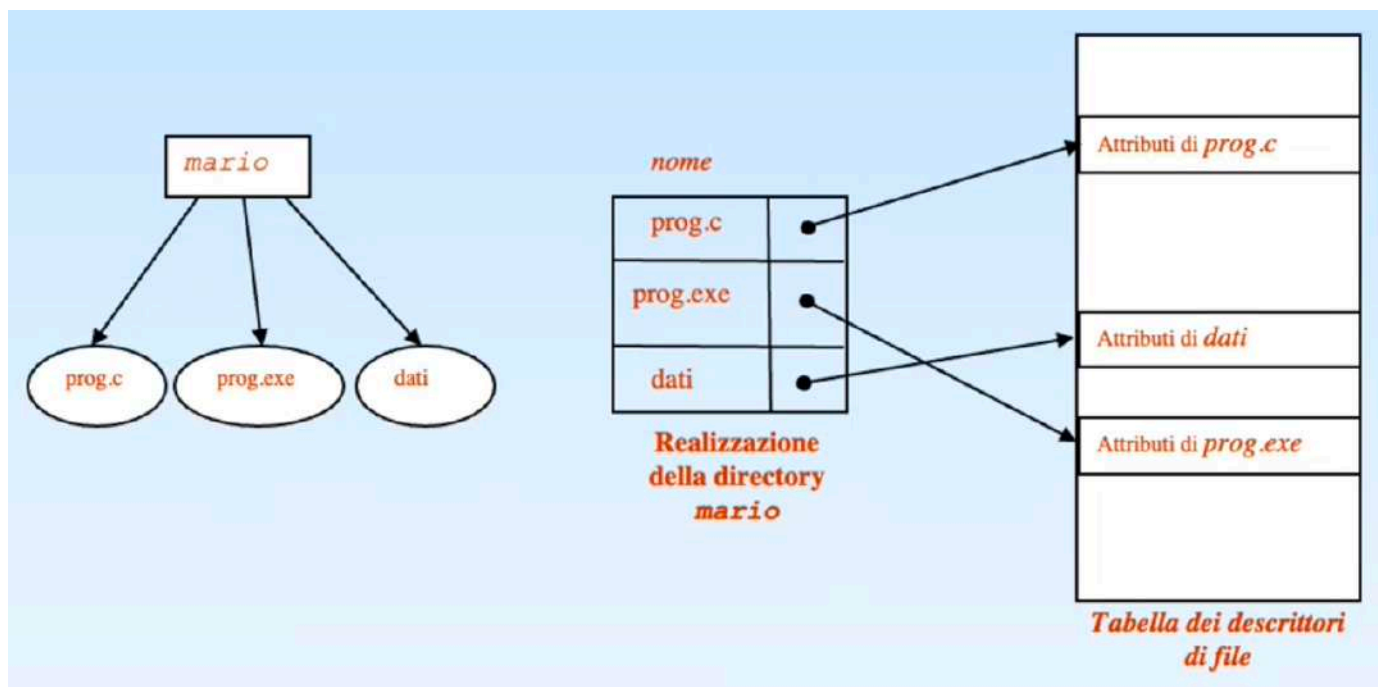 mario
prog.c
prog.exe
dati
nome
prog.c
prog.exe
dati
Realizzazione
della directory
mario
Attributi di prog.c
Attributi di dati
Attributi di prog.exe
Tabella dei descrittori
di file